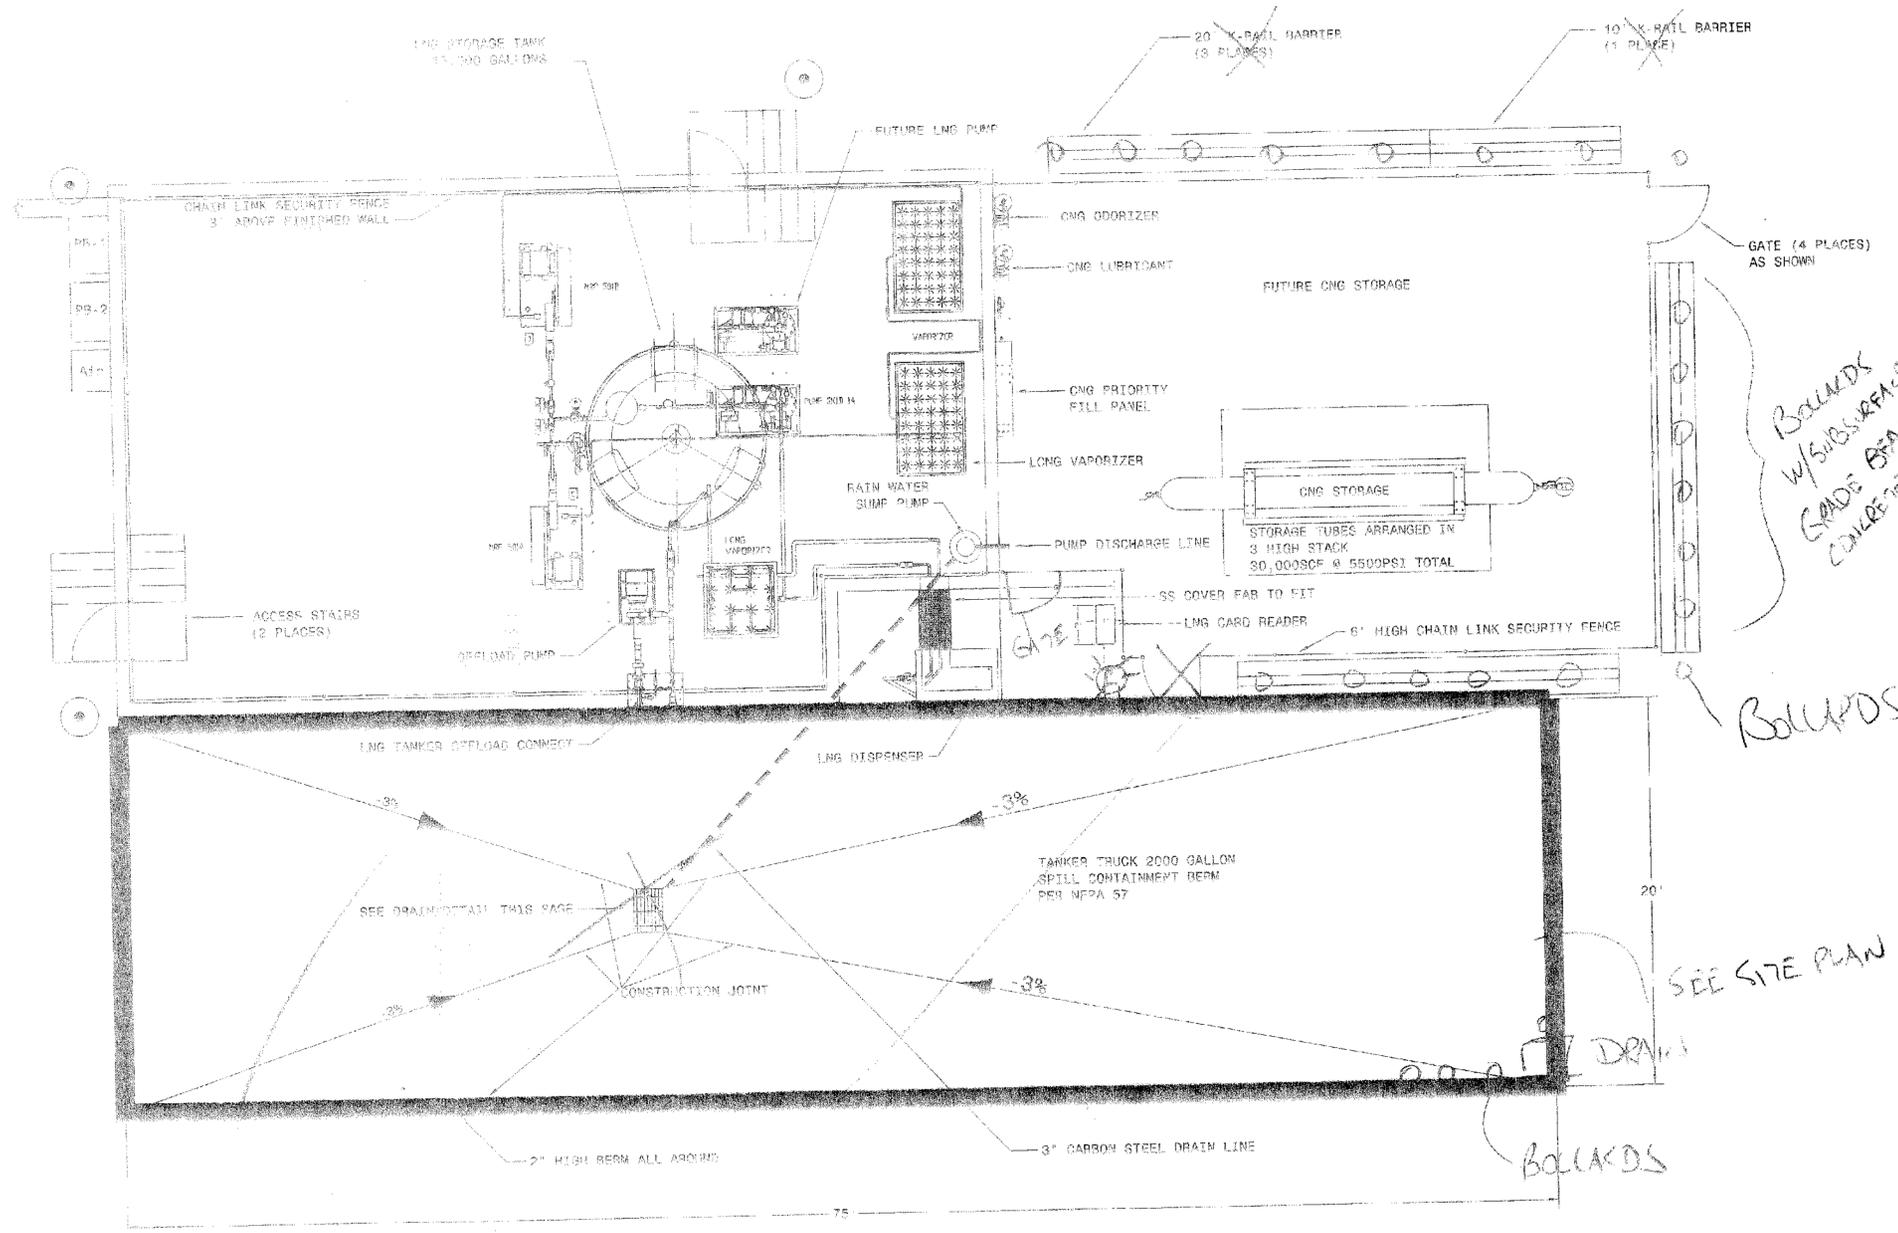 LNG STORAGE TANK
GALLONS
20' K-RAIL BARRIER
(3 PLACES)
10' K-RAIL BARRIER
(1 PLACE)
FUTURE LNG PUMP
CHAIN LINK SECURITY FENCE
3' ABOVE FINISHED WALL
PB-1
PB-2
Air
CNG ODORIZER
CNG LUBRICANT
FUTURE CNG STORAGE
GATE (4 PLACES)
AS SHOWN
VAPORIZER
CNG PRIORITY
FILL PANEL
BOLLARDS
W/SUBSURFACE
GRADE
LCNG VAPORIZER
RAIN WATER
SUMP PUMP
CNG STORAGE
PUMP DISCHARGE LINE
STORAGE TUBES ARRANGED IN
3 HIGH STACK
30,000SCF @ 5500PSI TOTAL
LCNG
VAPORIZER
SS COVER FAB TO FIT
LNG CARD READER
GATE
6' HIGH CHAIN LINK SECURITY FENCE
ACCESS STAIRS
(2 PLACES)
OFFLOAD PUMP
BOLLARDS
LNG TANKER OFFLOAD CONNECT
LNG DISPENSER
-3%
-3%
TANKER TRUCK 2000 GALLON
SPILL CONTAINMENT BERM
PER NFPA 57
20'
SEE DRAIN DETAIL THIS PAGE
CONSTRUCTION JOINT
-3%
-3%
SEE SITE PLAN
DRAIN
2" HIGH BERM ALL AROUND
3" CARBON STEEL DRAIN LINE
BOLLARDS
75'